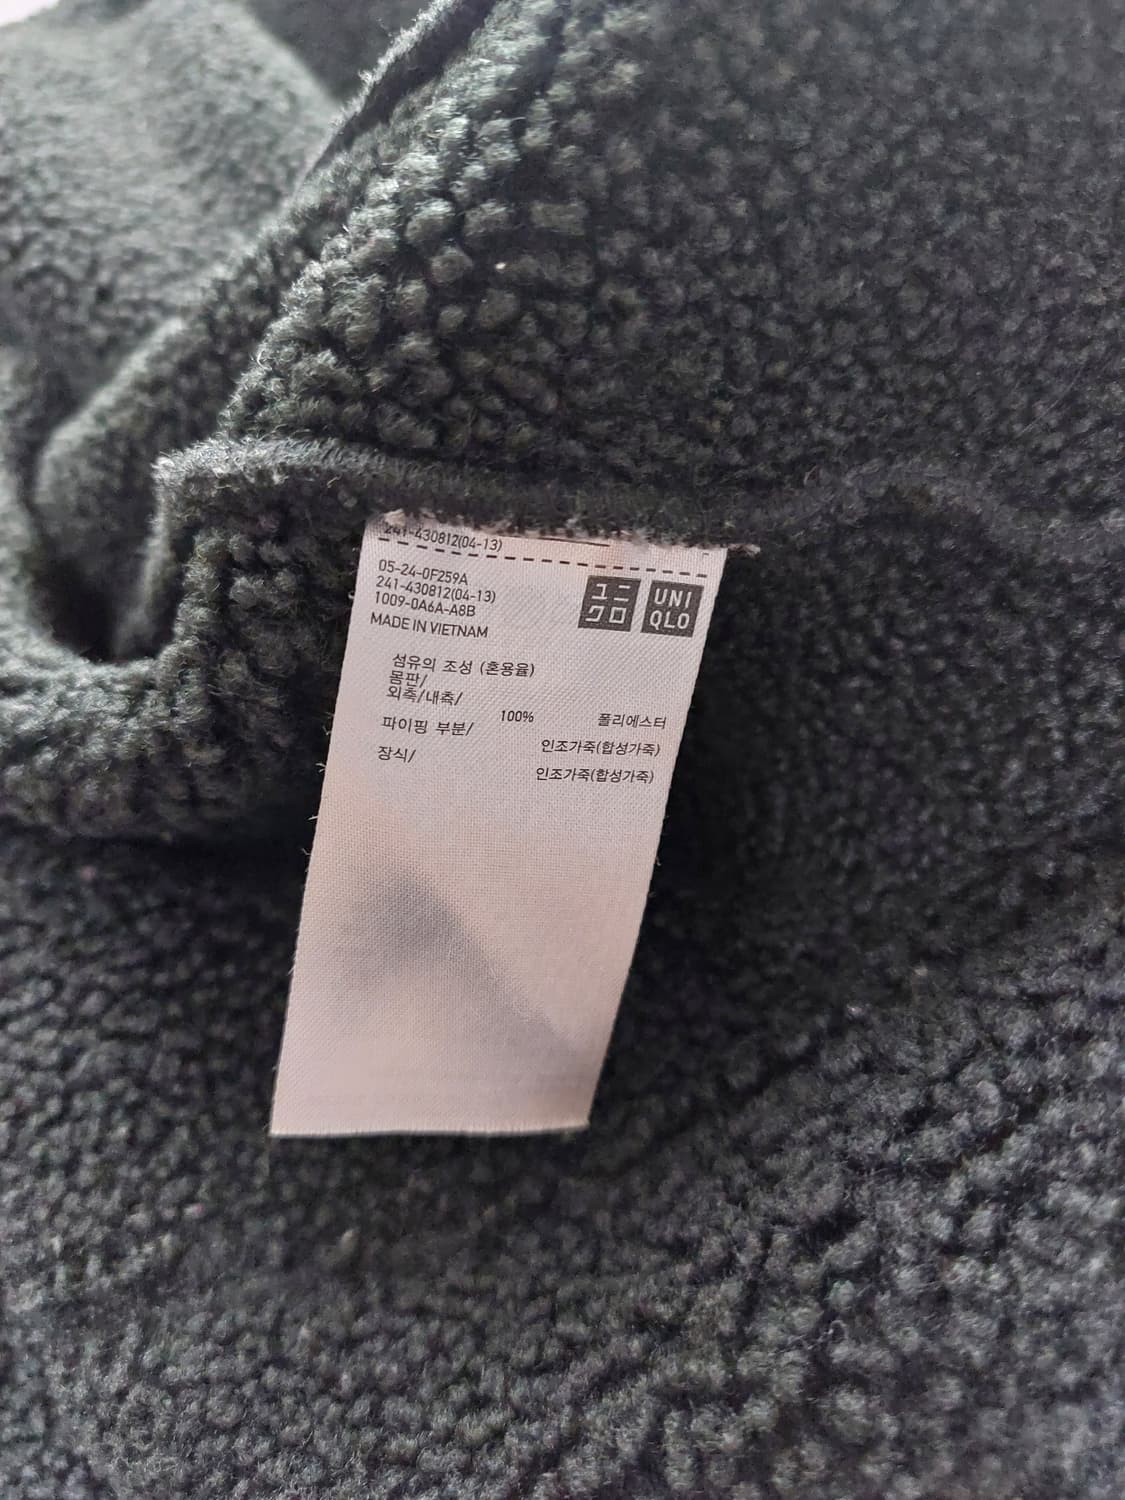 241-430812(04-13)
05-24-0F259A
241-430812(04-13)
1009-0A6A-A8B
MADE IN VIETNAM
ユニ
クロ
UNI
QLO
섬유의 조성 (혼용율)
몸판/
외측/내측/
100% 폴리에스터
파이핑 부분/ 인조가죽(합성가죽)
장식/ 인조가죽(합성가죽)